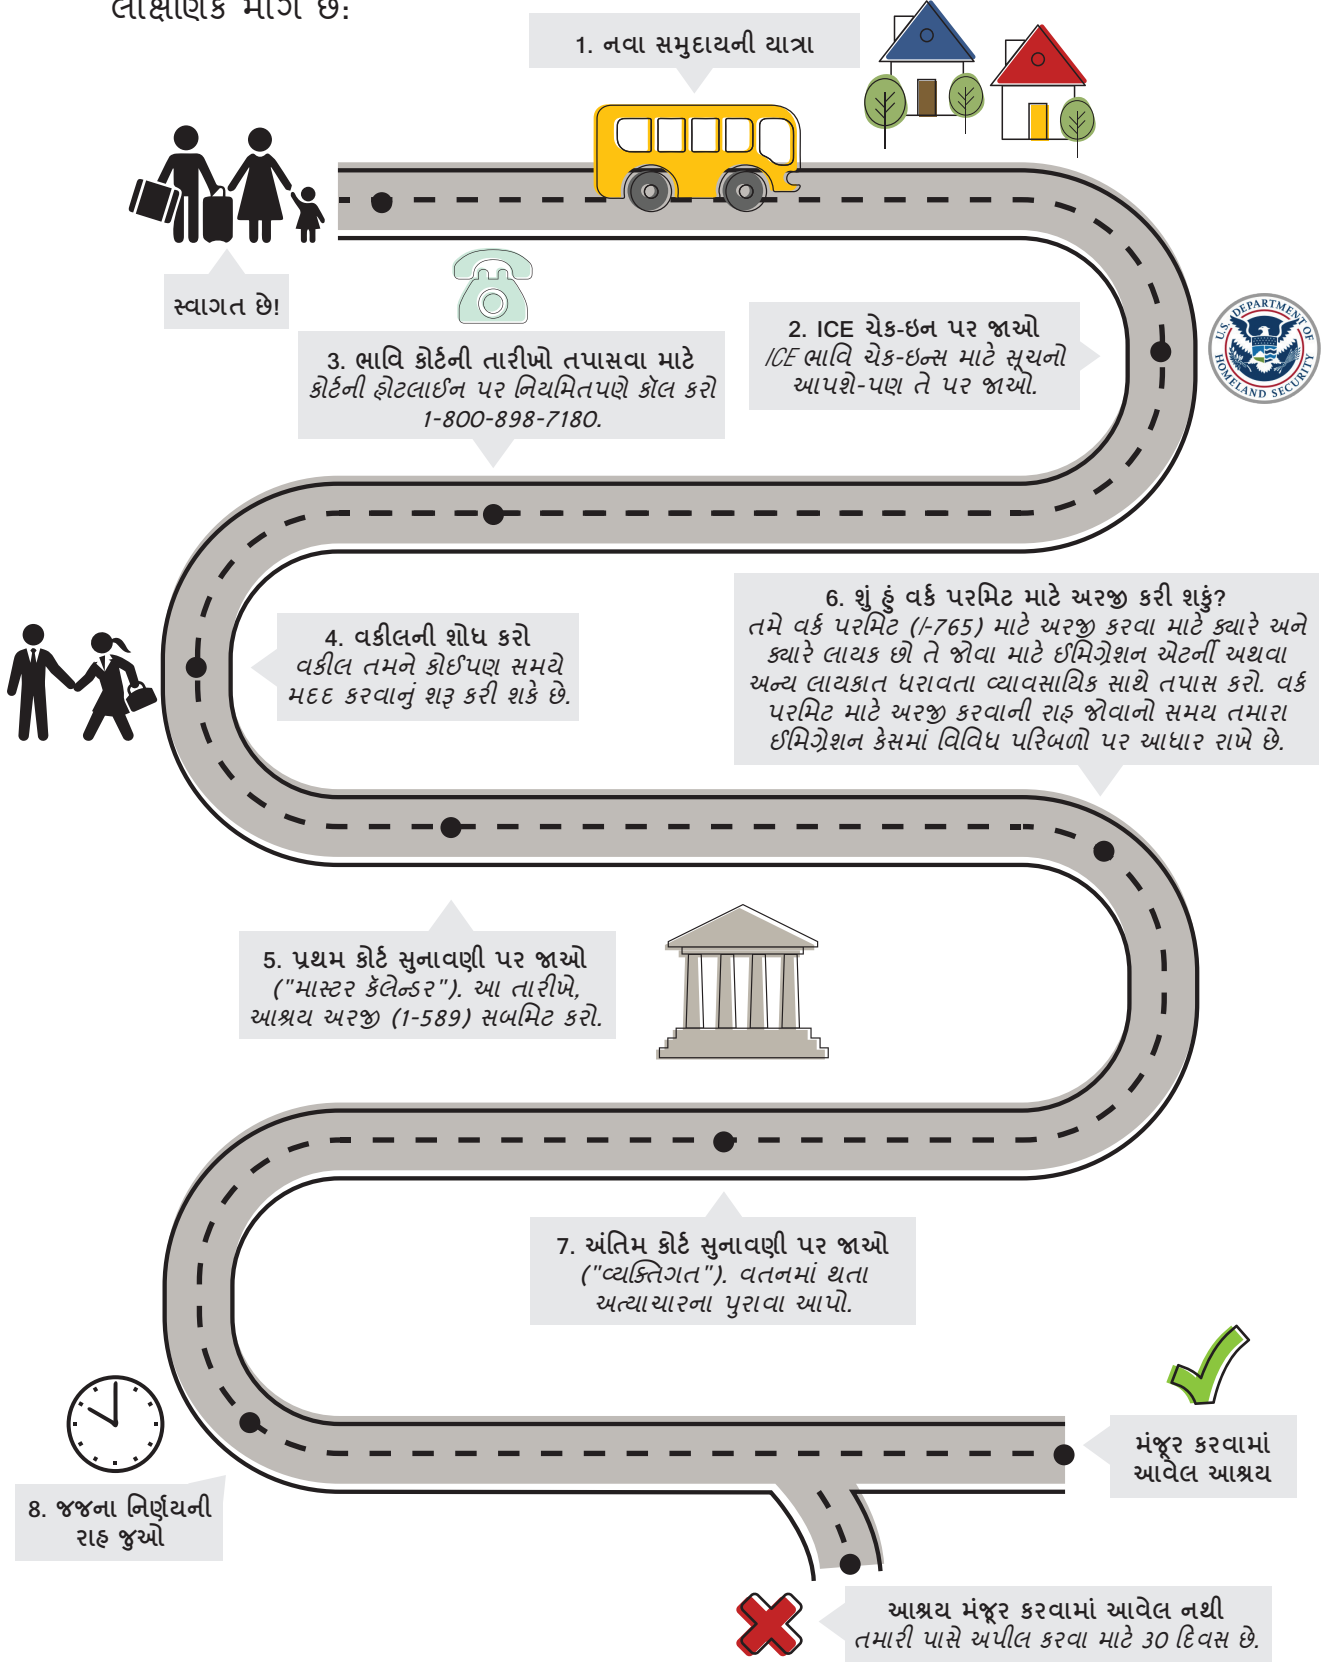 લાક્ષણિક માર્ગ છે:
1. નવા સમુદાયની યાત્રા
સ્વાગત છે!
2. ICE ચેક-ઇન પર જાઓ
ICE ભાવિ ચેક-ઇન્સ માટે સૂચનો
આપશે-પણ તે પર જાઓ.
U.S. DEPARTMENT OF
HOMELAND SECURITY
3. ભાવિ કોર્ટની તારીખો તપાસવા માટે
કોર્ટની હોટલાઈન પર નિયમિતપણે કૉલ કરો
1-800-898-7180.
4. વકીલની શોધ કરો
વકીલ તમને કોઈપણ સમયે
મદદ કરવાનું શરૂ કરી શકે છે.
5. પ્રથમ કોર્ટ સુનાવણી પર જાઓ
("માસ્ટર કૅલેન્ડર"). આ તારીખે,
આશ્રય અરજી (1-589) સબમિટ કરો.
6. શું હું વર્ક પરમિટ માટે અરજી કરી શકું?
તમે વર્ક પરમિટ (I-765) માટે અરજી કરવા માટે ક્યારે અને
ક્યારે લાયક છો તે જોવા માટે ઈમિગ્રેશન એટર્ની અથવા
અન્ય લાયકાત ધરાવતા વ્યાવસાયિક સાથે તપાસ કરો. વર્ક
પરમિટ માટે અરજી કરવાની રાહ જોવાનો સમય તમારા
ઈમિગ્રેશન કેસમાં વિવિધ પરિબળો પર આધાર રાખે છે.
7. અંતિમ કોર્ટ સુનાવણી પર જાઓ
("વ્યક્તિગત"). વતનમાં થતા
અત્યાચારના પુરાવા આપો.
8. જજના નિર્ણયની
રાહ જુઓ
મંજૂર કરવામાં
આવેલ આશ્રય
આશ્રય મંજૂર કરવામાં આવેલ નથી
તમારી પાસે અપીલ કરવા માટે 30 દિવસ છે.